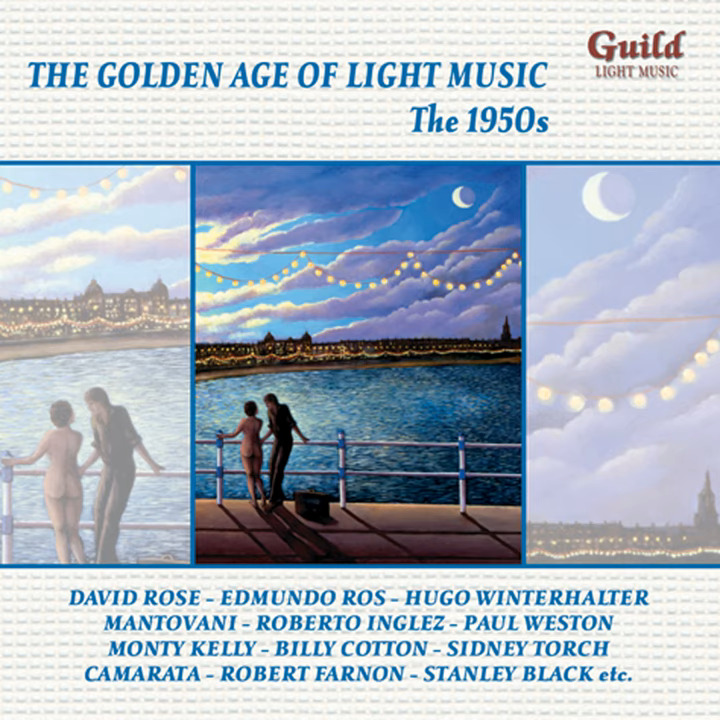 Guild
LIGHT MUSIC
THE GOLDEN AGE OF LIGHT MUSIC
The 1950s
DAVID ROSE - EDMUNDO ROS - HUGO WINTERHALTER
MANTOVANI - ROBERTO INGLEZ - PAUL WESTON
MONTY KELLY - BILLY COTTON - SIDNEY TORCH
CAMARATA - ROBERT FARNON - STANLEY BLACK etc.